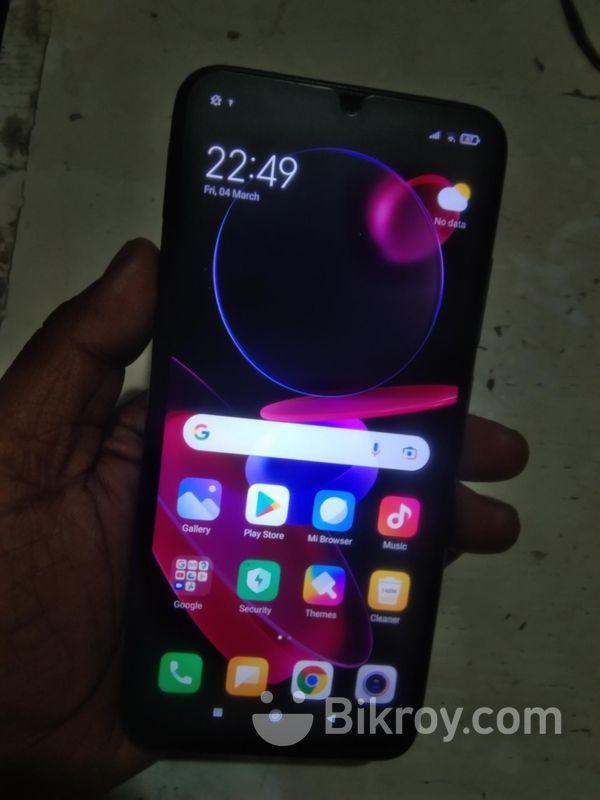 22:49
Fri, 04 March
No data
Gallery
Play Store
Mi Browser
Music
Google
Security
Themes
Cleaner
Bikroy.com